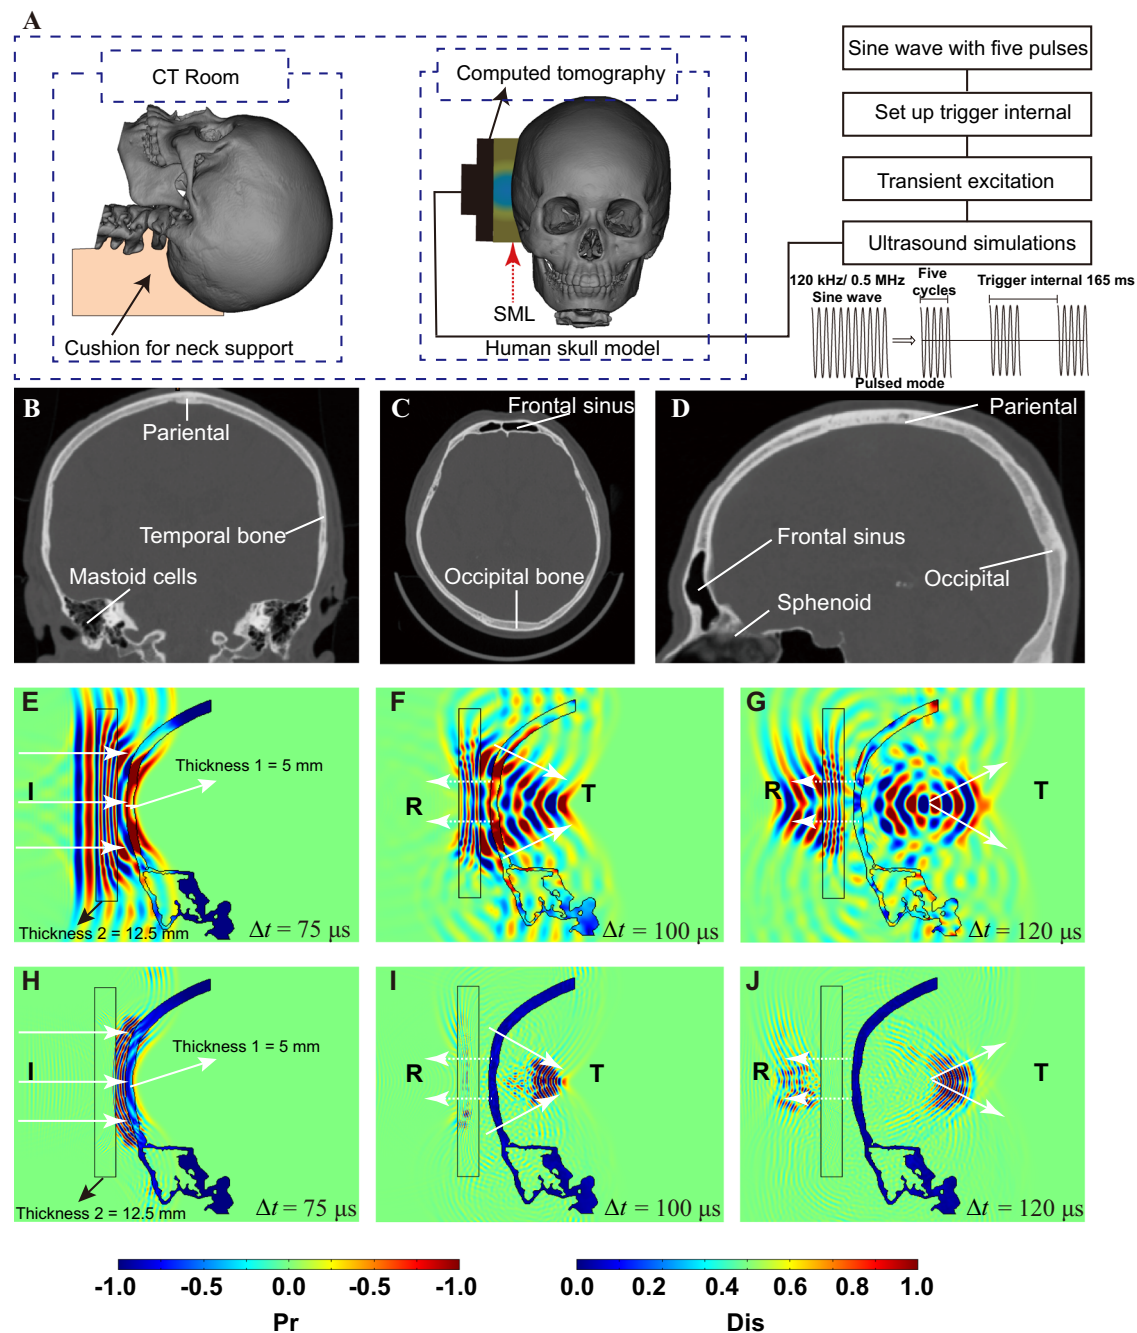 A
CT Room
Computed tomography
Cushion for neck support
SML
Human skull model
Sine wave with five pulses
Set up trigger internal
Transient excitation
Ultrasound simulations
120 kHz/ 0.5 MHz
Sine wave
Five
cycles
Trigger internal 165 ms
Pulsed mode
B
Pariental
Temporal bone
Mastoid cells
C
Frontal sinus
Occipital bone
D
Pariental
Frontal sinus
Occipital
Sphenoid
E
I
Thickness 1 = 5 mm
Thickness 2 = 12.5 mm
Δt = 75 μs
F
R
T
Δt = 100 μs
G
R
T
Δt = 120 μs
H
I
Thickness 1 = 5 mm
Thickness 2 = 12.5 mm
Δt = 75 μs
I
R
T
Δt = 100 μs
J
R
T
Δt = 120 μs
-1.0 -0.5 0.0 -0.5 -1.0
Pr
0.0 0.2 0.4 0.6 0.8 1.0
Dis